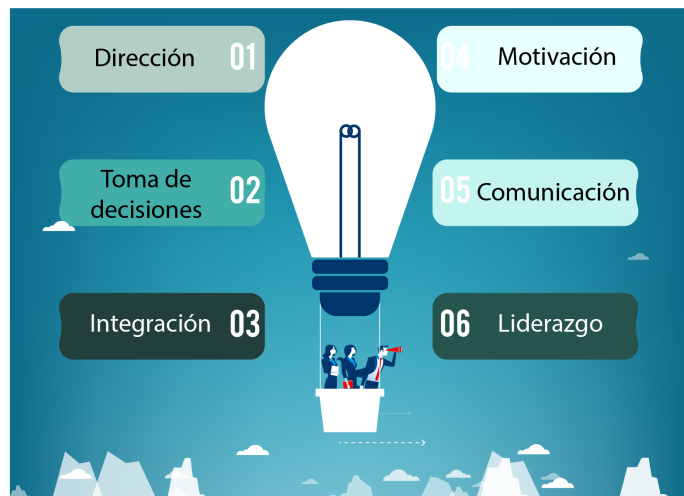 Dirección 01
Toma de
decisiones 02
Integración 03
04 Motivación
05 Comunicación
06 Liderazgo